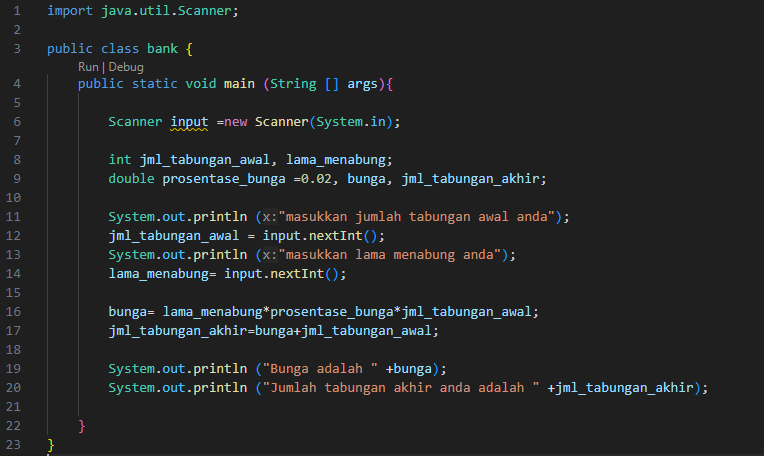 1 import java.util.Scanner;
2
3 public class bank {
Run | Debug
4 public static void main (String [] args){
5
6 Scanner input =new Scanner(System.in);
7
8 int jml_tabungan_awal, lama_menabung;
9 double prosentase_bunga =0.02, bunga, jml_tabungan_akhir;
10
11 System.out.println (x:"masukkan jumlah tabungan awal anda");
12 jml_tabungan_awal = input.nextInt();
13 System.out.println (x:"masukkan lama menabung anda");
14 lama_menabung= input.nextInt();
15
16 bunga= lama_menabung*prosentase_bunga*jml_tabungan_awal;
17 jml_tabungan_akhir=bunga+jml_tabungan_awal;
18
19 System.out.println ("Bunga adalah " +bunga);
20 System.out.println ("Jumlah tabungan akhir anda adalah " +jml_tabungan_akhir);
21
22 }
23 }